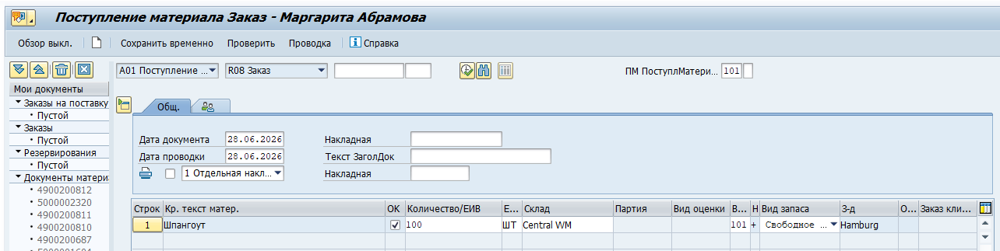 Поступление материала Заказ - Маргарита Абрамова
Обзор выкл. Сохранить временно Проверить Проводка Справка
A01 Поступление ... R08 Заказ ПМ ПоступлМатери... 101
Мои документы
Заказы на поставку
Пустой
Заказы
Пустой
Резервирования
Пустой
Документы матери
4900200812
5000002320
4900200811
4900200810
4900200687
Общ.
Дата документа 28.06.2026 Накладная
Дата проводки 28.06.2026 Текст ЗаголДок
1 Отдельная накл... Накладная
Строк Кр. текст матер. ОК Количество/ЕИВ Е... Склад Партия Вид оценки В... Н Вид запаса З-д О... Заказ кли...
1 Шпангоут 100 ШТ Central WM 101 + Свободное ... Hamburg